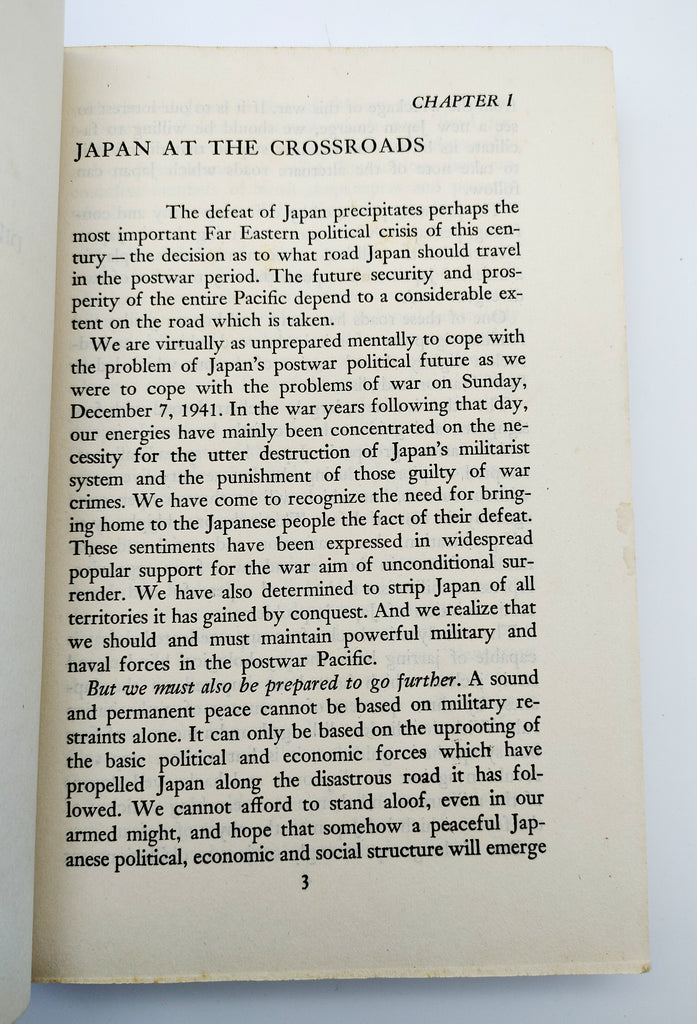 CHAPTER 1
JAPAN AT THE CROSSROADS
The defeat of Japan precipitates perhaps the
most important Far Eastern political crisis of this cen-
tury — the decision as to what road Japan should travel
in the postwar period. The future security and pros-
perity of the entire Pacific depend to a considerable ex-
tent on the road which is taken.
We are virtually as unprepared mentally to cope with
the problem of Japan's postwar political future as we
were to cope with the problems of war on Sunday,
December 7, 1941. In the war years following that day,
our energies have mainly been concentrated on the ne-
cessity for the utter destruction of Japan's militarist
system and the punishment of those guilty of war
crimes. We have come to recognize the need for bring-
ing home to the Japanese people the fact of their defeat.
These sentiments have been expressed in widespread
popular support for the war aim of unconditional sur-
render. We have also determined to strip Japan of all
territories it has gained by conquest. And we realize that
we should and must maintain powerful military and
naval forces in the postwar Pacific.
But we must also be prepared to go further. A sound
and permanent peace cannot be based on military re-
straints alone. It can only be based on the uprooting of
the basic political and economic forces which have
propelled Japan along the disastrous road it has fol-
lowed. We cannot afford to stand aloof, even in our
armed might, and hope that somehow a peaceful Jap-
anese political, economic and social structure will emerge
3